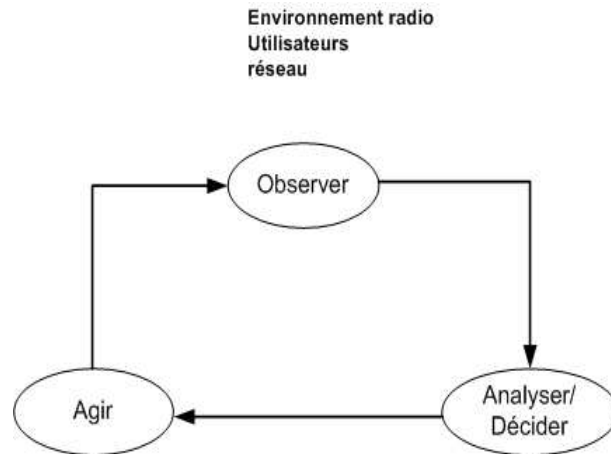 Environnement radio
Utilisateurs
réseau
Observer
Agir
Analyser/
Décider